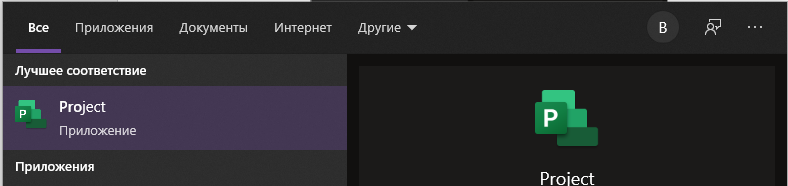 Все Приложения Документы Интернет Другие B
Лучшее соответствие
P Project
Приложение
P
Project
Приложения